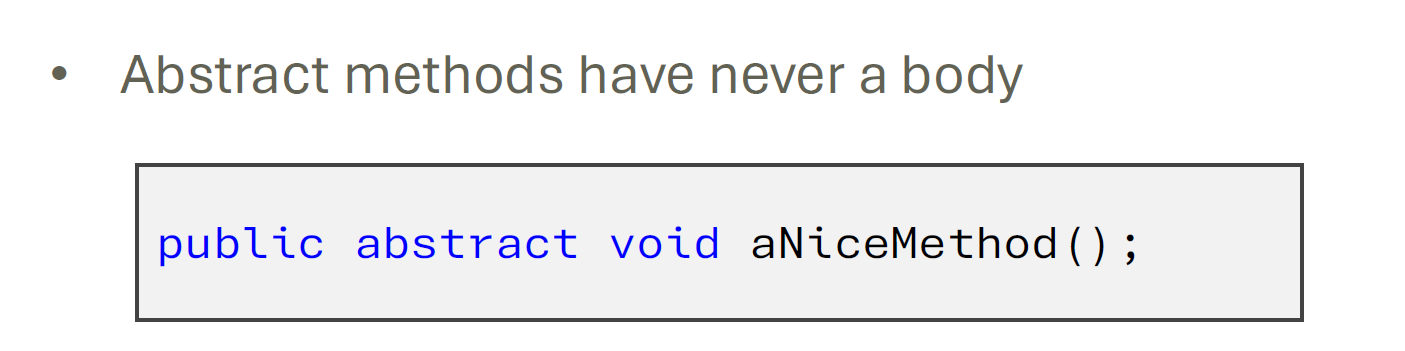 • Abstract methods have never a body
public abstract void aNiceMethod();